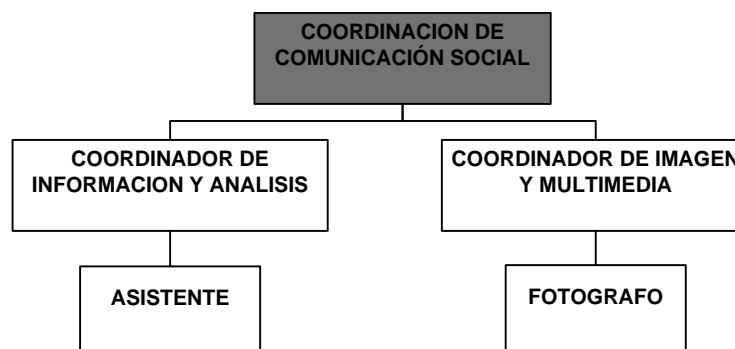 COORDINACION DE
COMUNICACIÓN SOCIAL
COORDINADOR DE
INFORMACION Y ANALISIS
COORDINADOR DE IMAGEN
Y MULTIMEDIA
ASISTENTE
FOTOGRAFO